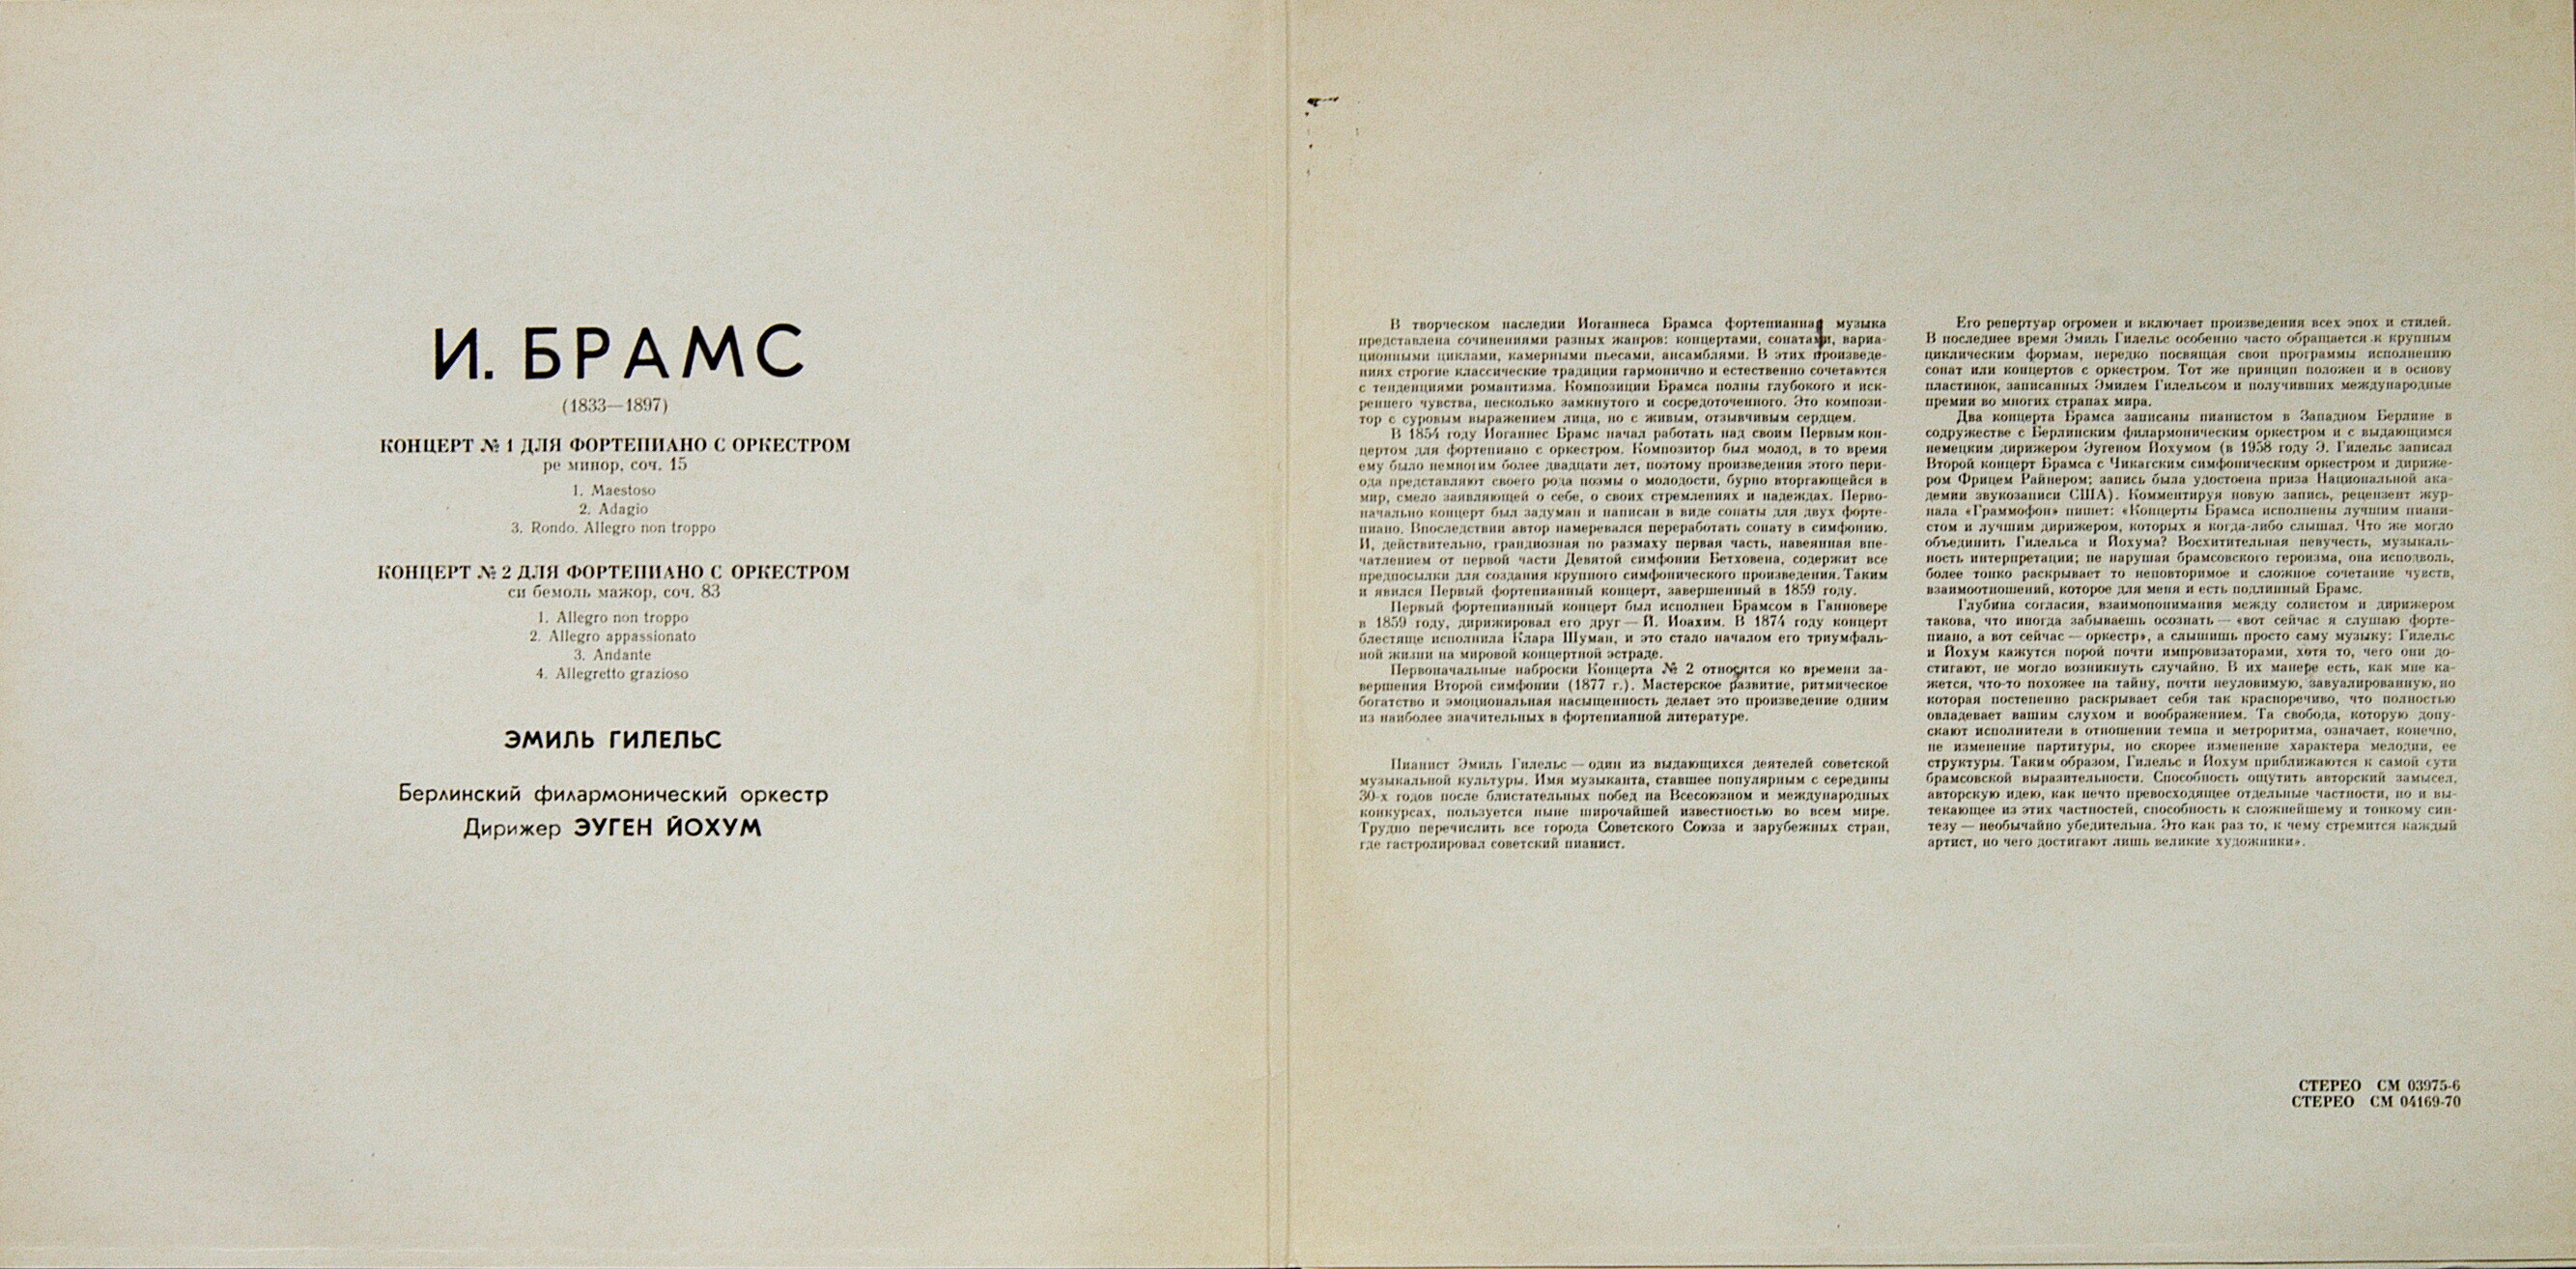 И. БРАМС
(1833—1897)
КОНЦЕРТ № 1 ДЛЯ ФОРТЕПИАНО С ОРКЕСТРОМ
ре минор, соч. 15
1. Maestoso
2. Adagio
3. Rondo. Allegro non troppo
КОНЦЕРТ № 2 ДЛЯ ФОРТЕПИАНО С ОРКЕСТРОМ
си бемоль мажор, соч. 83
1. Allegro non troppo
2. Allegro appassionato
3. Andante
4. Allegretto grazioso
ЭМИЛЬ ГИЛЕЛЬС
Берлинский филармонический оркестр
Дирижер ЭУГЕН ЙОХУМ
В творческом наследии Иоганнеса Брамса фортепианная музыка
представлена сочинениями разных жанров: концертами, сонатами, вариа-
ционными циклами, камерными пьесами, ансамблями. В этих произведе-
ниях строгие классические традиции гармонично и естественно сочетаются
с тенденциями романтизма. Композиции Брамса полны глубокого и иск-
реннего чувства, несколько замкнутого и сосредоточенного. Это компози-
тор с суровым выражением лица, но с живым, отзывчивым сердцем.
В 1854 году Иоганнес Брамс начал работать над своим Первым кон-
цертом для фортепиано с оркестром. Композитор был молод, в то время
ему было немногим более двадцати лет, поэтому произведения этого пери-
ода представляют своего рода поэмы о молодости, бурно вторгающейся в
мир, смело заявляющей о себе, о своих стремлениях и надеждах. Перво-
начально концерт был задуман и написан в виде сонаты для двух форте-
пиано. Впоследствии автор намеревался переработать сонату в симфонию.
И, действительно, грандиозная по размаху первая часть, навеянная впе-
чатлением от первой части Девятой симфонии Бетховена, содержит все
предпосылки для создания крупного симфонического произведения. Таким
и явился Первый фортепианный концерт, завершенный в 1859 году.
Первый фортепианный концерт был исполнен Брамсом в Ганновере
в 1859 году, дирижировал его друг — Й. Иоахим. В 1874 году концерт
блестяще исполнила Клара Шуман, и это стало началом его триумфаль-
ной жизни на мировой концертной эстраде.
Первоначальные наброски Концерта № 2 относятся ко времени за-
вершения Второй симфонии (1877 г.). Мастерское развитие, ритмическое
богатство и эмоциональная насыщенность делает это произведение одним
из наиболее значительных в фортепианной литературе.
Пианист Эмиль Гилельс — один из выдающихся деятелей советской
музыкальной культуры. Имя музыканта, ставшее популярным с середины
30-х годов после блистательных побед на Всесоюзном и международных
конкурсах, пользуется ныне широчайшей известностью во всем мире.
Трудно перечислить все города Советского Союза и зарубежных стран,
где гастролировал советский пианист.
Его репертуар огромен и включает произведения всех эпох и стилей.
В последнее время Эмиль Гилельс особенно часто обращается к крупным
циклическим формам, нередко посвящая свои программы исполнению
сонат или концертов с оркестром. Тот же принцип положен и в основу
пластинок, записанных Эмилем Гилельсом и получивших международные
премии во многих странах мира.
Два концерта Брамса записаны пианистом в Западном Берлине в
содружестве с Берлинским филармоническим оркестром и с выдающимся
немецким дирижером Эугеном Йохумом (в 1958 году Э. Гилельс записал
Второй концерт Брамса с Чикагским симфоническим оркестром и дириже-
ром Фрицем Райнером; запись была удостоена приза Национальной ака-
демии звукозаписи США). Комментируя новую запись, рецензент жур-
нала «Граммофон» пишет: «Концерты Брамса исполнены лучшим пиани-
стом и лучшим дирижером, которых я когда-либо слышал. Что же могло
объединить Гилельса и Йохума? Восхитительная певучесть, музыкаль-
ность интерпретации; не нарушая брамсовского героизма, она исподволь,
более тонко раскрывает то неповторимое и сложное сочетание чувств,
взаимоотношений, которое для меня и есть подлинный Брамс.
Глубина согласия, взаимопонимания между солистом и дирижером
такова, что иногда забываешь осознать — «вот сейчас я слушаю форте-
пиано, а вот сейчас — оркестр», а слышишь просто саму музыку: Гилельс
и Йохум кажутся порой почти импровизаторами, хотя то, чего они до-
стигают, не могло возникнуть случайно. В их манере есть, как мне ка-
жется, что-то похожее на тайну, почти неуловимую, завуалированную, но
которая постепенно раскрывает себя так красноречиво, что полностью
овладевает вашим слухом и воображением. Та свобода, которую допу-
скают исполнители в отношении темпа и метроритма, означает, конечно,
не изменение партитуры, но скорее изменение характера мелодии, ее
структуры. Таким образом, Гилельс и Йохум приближаются к самой сути
брамсовской выразительности. Способность ощутить авторский замысел,
авторскую идею, как нечто превосходящее отдельные частности, но и вы-
текающее из этих частностей, способность к сложнейшему и тонкому син-
тезу — необычайно убедительна. Это как раз то, к чему стремится каждый
артист, но чего достигают лишь великие художники».
СТЕРЕО СМ 03975-6
СТЕРЕО СМ 04169-70